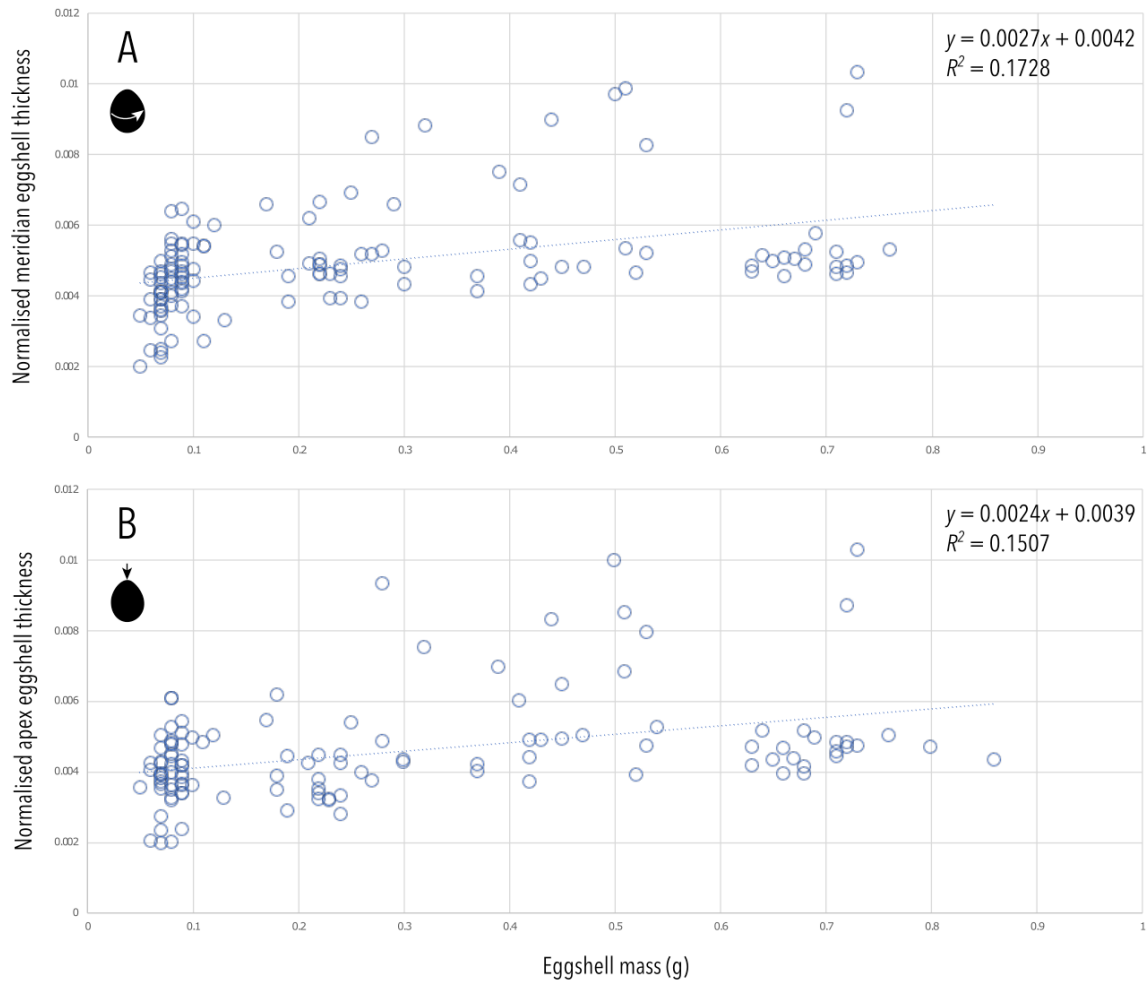 0.012
A
y = 0.0027x + 0.0042
R² = 0.1728
0.01
0.008
0.006
0.004
0.002
0
Normalised meridian eggshell thickness
0 0.1 0.2 0.3 0.4 0.5 0.6 0.7 0.8 0.9 1
0.012
B
y = 0.0024x + 0.0039
R² = 0.1507
0.01
0.008
0.006
0.004
0.002
0
Normalised apex eggshell thickness
0 0.1 0.2 0.3 0.4 0.5 0.6 0.7 0.8 0.9 1
Eggshell mass (g)